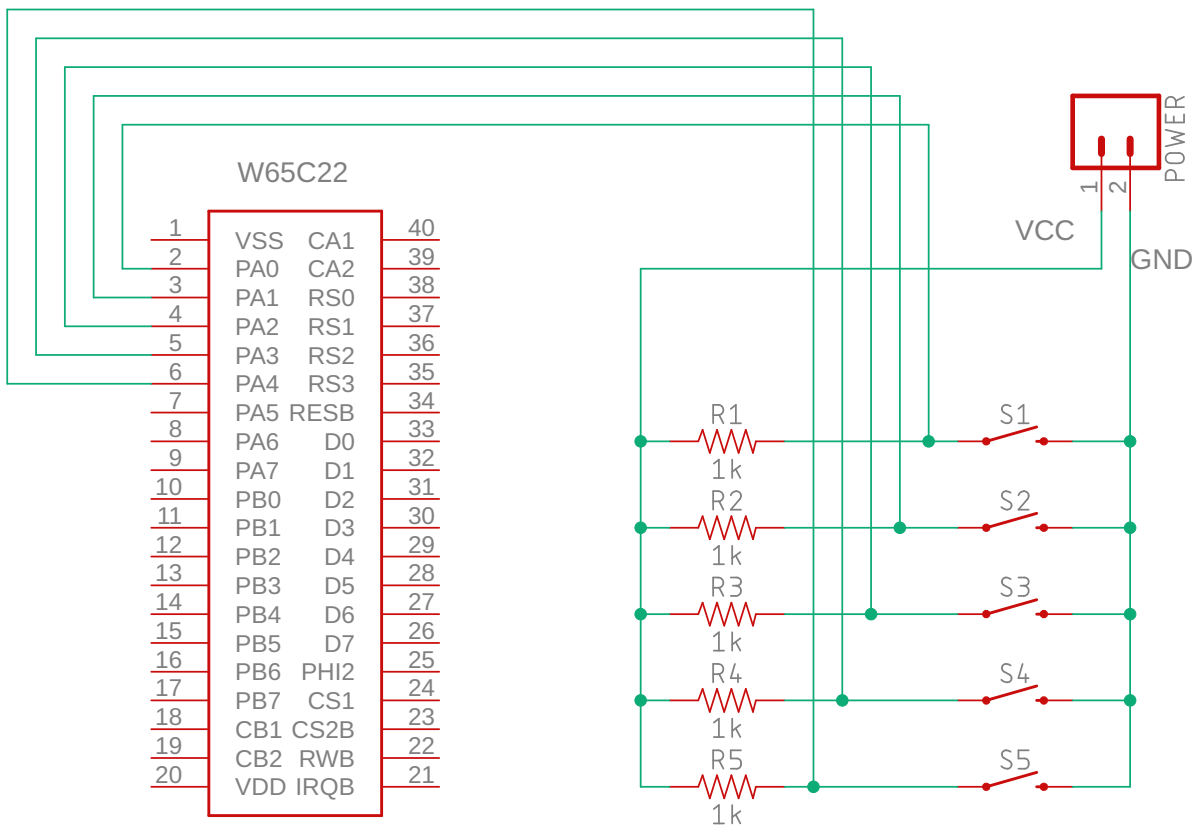 W65C22
1 VSS CA1 40
2 PA0 CA2 39
3 PA1 RS0 38
4 PA2 RS1 37
5 PA3 RS2 36
6 PA4 RS3 35
7 PA5 RESB 34
8 PA6 D0 33
9 PA7 D1 32
10 PB0 D2 31
11 PB1 D3 30
12 PB2 D4 29
13 PB3 D5 28
14 PB4 D6 27
15 PB5 D7 26
16 PB6 PHI2 25
17 PB7 CS1 24
18 CB1 CS2B 23
19 CB2 RWB 22
20 VDD IRQB 21
POWER
1 2
VCC
GND
R1 S1
1k
R2 S2
1k
R3 S3
1k
R4 S4
1k
R5 S5
1k